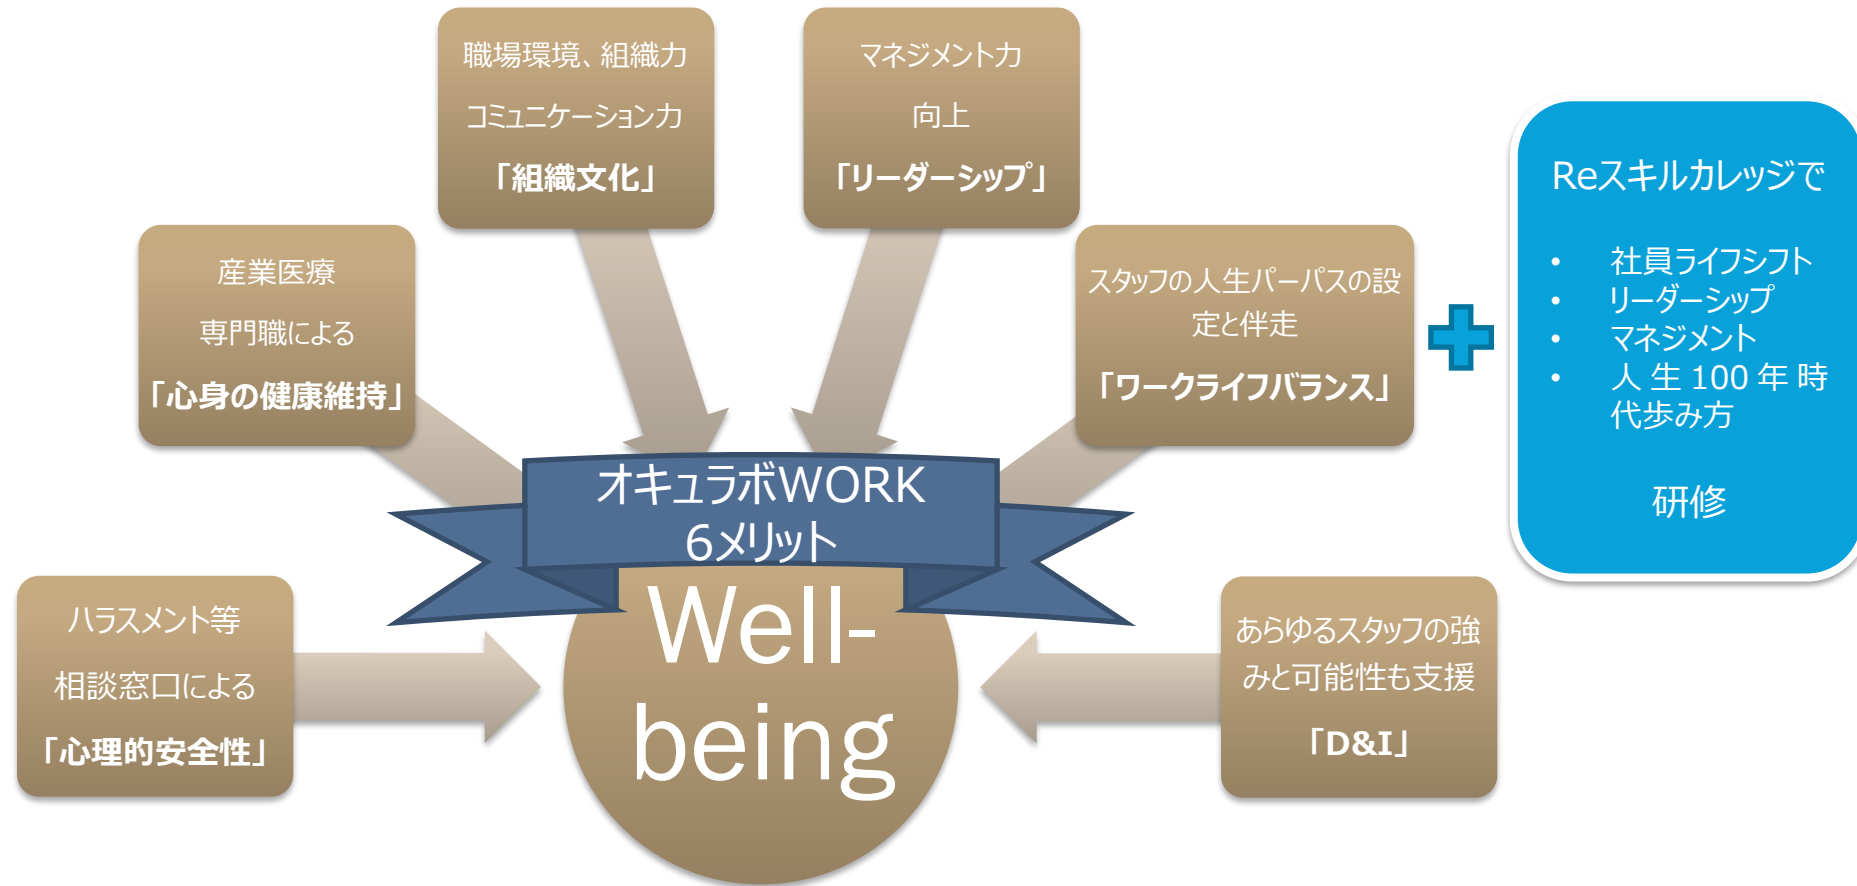 職場環境、組織力
コミュニケーション力
「組織文化」
マネジメント力
向上
「リーダーシップ」
産業医療
専門職による
「心身の健康維持」
スタッフの人生パーパスの設
定と伴走
「ワークライフバランス」
Reスキルカレッジで
• 社員ライフシフト
• リーダーシップ
• マネジメント
• 人生100年時
代歩み方
研修
オキュラボWORK
6メリット
Well-
being
ハラスメント等
相談窓口による
「心理的安全性」
あらゆるスタッフの強
みと可能性も支援
「D&I」